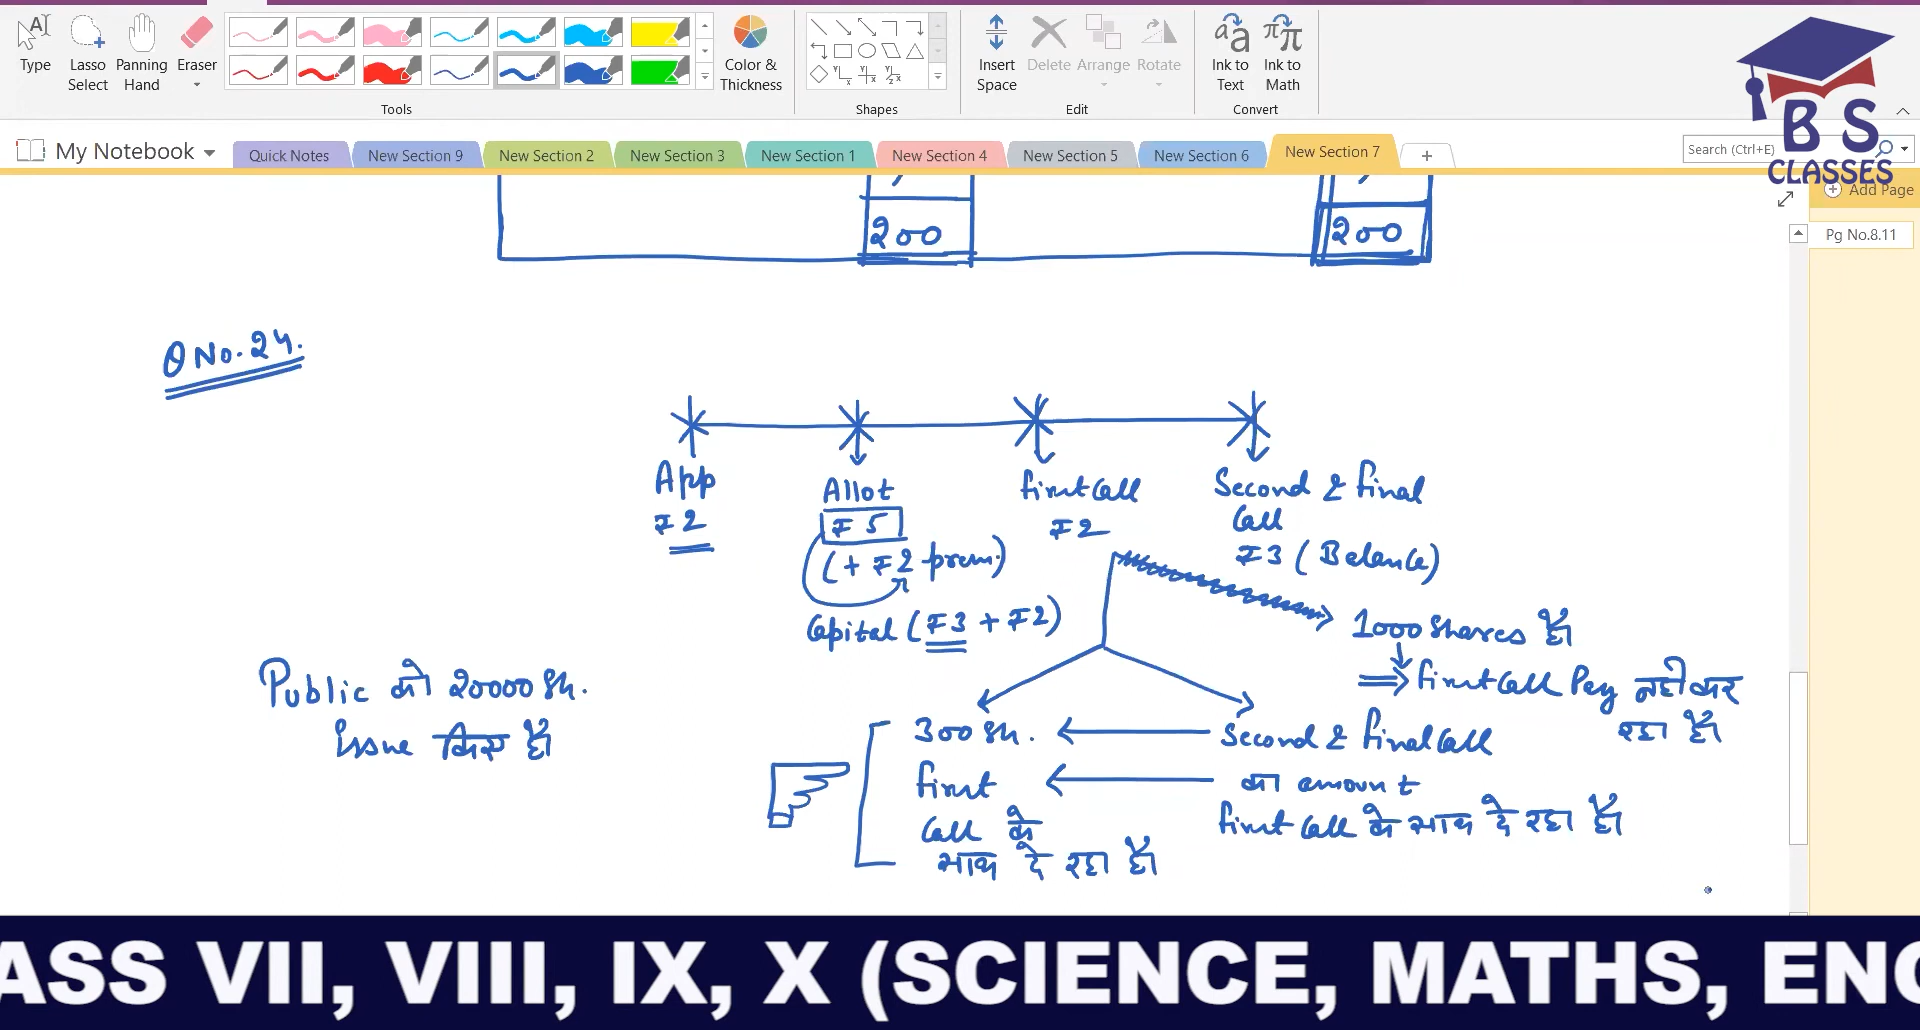 Type
Lasso Select
Panning Hand
Eraser
Color & Thickness
Insert Space
Delete
Arrange
Rotate
Ink to Text
Ink to Math
Tools
Shapes
Edit
Convert
B S
CLASSES
My Notebook
Quick Notes
New Section 9
New Section 2
New Section 3
New Section 1
New Section 4
New Section 5
New Section 6
New Section 7
Search (Ctrl+E)
Add Page
Pg No.8.11
200
200
Q No. 24.
App
₹2
Allot
₹ 5
(+ ₹2 prem.)
Capital (₹3 + ₹2)
first Call
₹2
Second & final
Call
₹3 (Balance)
1000 Shares है
first Call Pay नहीं कर
रहा है
Public को 20000 Sh.
Issue किए है
300 Sh.
first
Call के
साथ दे रहा है
Second & final Call
का amount
first Call के साथ दे रहा है
ASS VII, VIII, IX, X (SCIENCE, MATHS, ENG